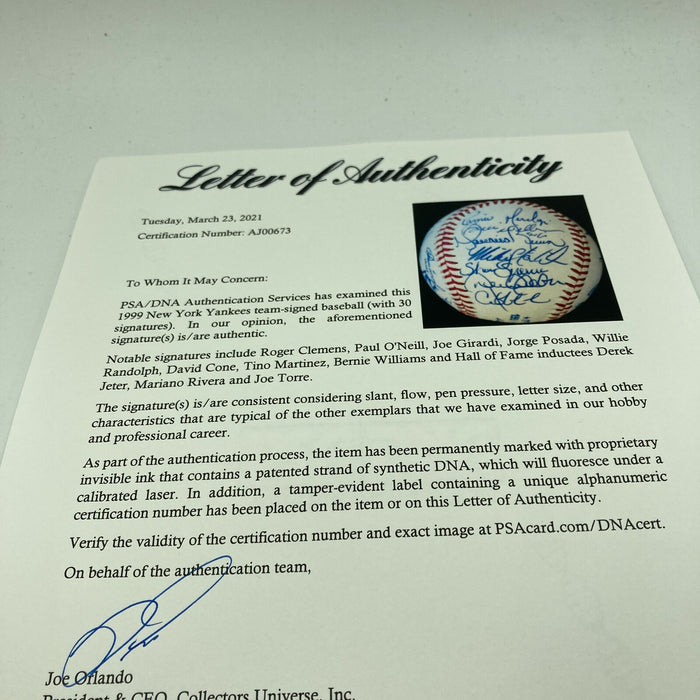 Letter of Authenticity
Tuesday, March 23, 2021
Certification Number: AJ00673
To Whom It May Concern:
PSA/DNA Authentication Services has examined this
1999 New York Yankees team-signed baseball (with 30
signatures). In our opinion, the aforementioned
signature(s) is/are authentic.
Notable signatures include Roger Clemens, Paul O'Neill, Joe Girardi, Jorge Posada, Willie
Randolph, David Cone, Tino Martinez, Bernie Williams and Hall of Fame inductees Derek
Jeter, Mariano Rivera and Joe Torre.
The signature(s) is/are consistent considering slant, flow, pen pressure, letter size, and other
characteristics that are typical of the other exemplars that we have examined in our hobby
and professional career.
As part of the authentication process, the item has been permanently marked with proprietary
invisible ink that contains a patented strand of synthetic DNA, which will fluoresce under a
calibrated laser. In addition, a tamper-evident label containing a unique alphanumeric
certification number has been placed on the item or on this Letter of Authenticity.
Verify the validity of the certification number and exact image at PSAcard.com/DNAcert.
On behalf of the authentication team,
Joe Orlando
President & CEO, Collectors Universe, Inc.